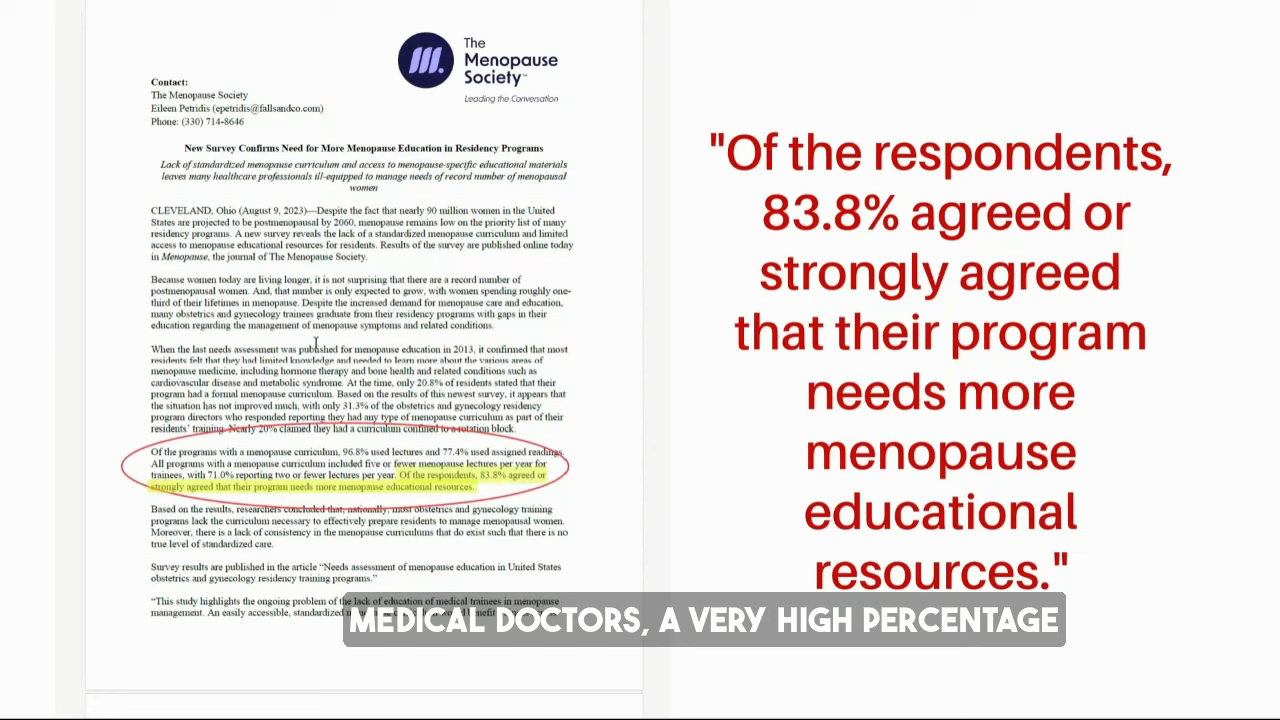 The
Menopause
Society™
Leading the Conversation
Contact:
The Menopause Society
Eileen Petridis (epetridis@fallsandco.com)
Phone: (330) 714-8646
New Survey Confirms Need for More Menopause Education in Residency Programs
Lack of standardized menopause curriculum and access to menopause-specific educational materials
leaves many healthcare professionals ill-equipped to manage needs of record number of menopausal
women
CLEVELAND, Ohio (August 9, 2023)—Despite the fact that nearly 90 million women in the United
States are projected to be postmenopausal by 2060, menopause remains low on the priority list of many
residency programs. A new survey reveals the lack of a standardized menopause curriculum and limited
access to menopause educational resources for residents. Results of the survey are published online today
in Menopause, the journal of The Menopause Society.
Because women today are living longer, it is not surprising that there are a record number of
postmenopausal women. And, that number is only expected to grow, with women spending roughly one-
third of their lifetimes in menopause. Despite the increased demand for menopause care and education,
many obstetrics and gynecology trainees graduate from their residency programs with gaps in their
education regarding the management of menopause symptoms and related conditions.
When the last needs assessment was published for menopause education in 2013, it confirmed that most
residents felt that they had limited knowledge and needed to learn more about the various areas of
menopause medicine, including hormone therapy and bone health and related conditions such as
cardiovascular disease and metabolic syndrome. At the time, only 20.8% of residents stated that their
program had a formal menopause curriculum. Based on the results of this newest survey, it appears that
the situation has not improved much, with only 31.3% of the obstetrics and gynecology residency
program directors who responded reporting they had any type of menopause curriculum as part of their
residents' training. Nearly 20% claimed they had a curriculum confined to a rotation block.
Of the programs with a menopause curriculum, 96.8% used lectures and 77.4% used assigned readings.
All programs with a menopause curriculum included five or fewer menopause lectures per year for
trainees, with 71.0% reporting two or fewer lectures per year. Of the respondents, 83.8% agreed or
strongly agreed that their program needs more menopause educational resources.
Based on the results, researchers concluded that, nationally, most obstetrics and gynecology training
programs lack the curriculum necessary to effectively prepare residents to manage menopausal women.
Moreover, there is a lack of consistency in the menopause curriculums that do exist such that there is no
true level of standardized care.
Survey results are published in the article "Needs assessment of menopause education in United States
obstetrics and gynecology residency training programs."
"This study highlights the ongoing problem of the lack of education of medical trainees in menopause
management. An easily accessible, standardized
"Of the respondents,
83.8% agreed or
strongly agreed
that their program
needs more
menopause
educational
resources."
MEDICAL DOCTORS, A VERY HIGH PERCENTAGE